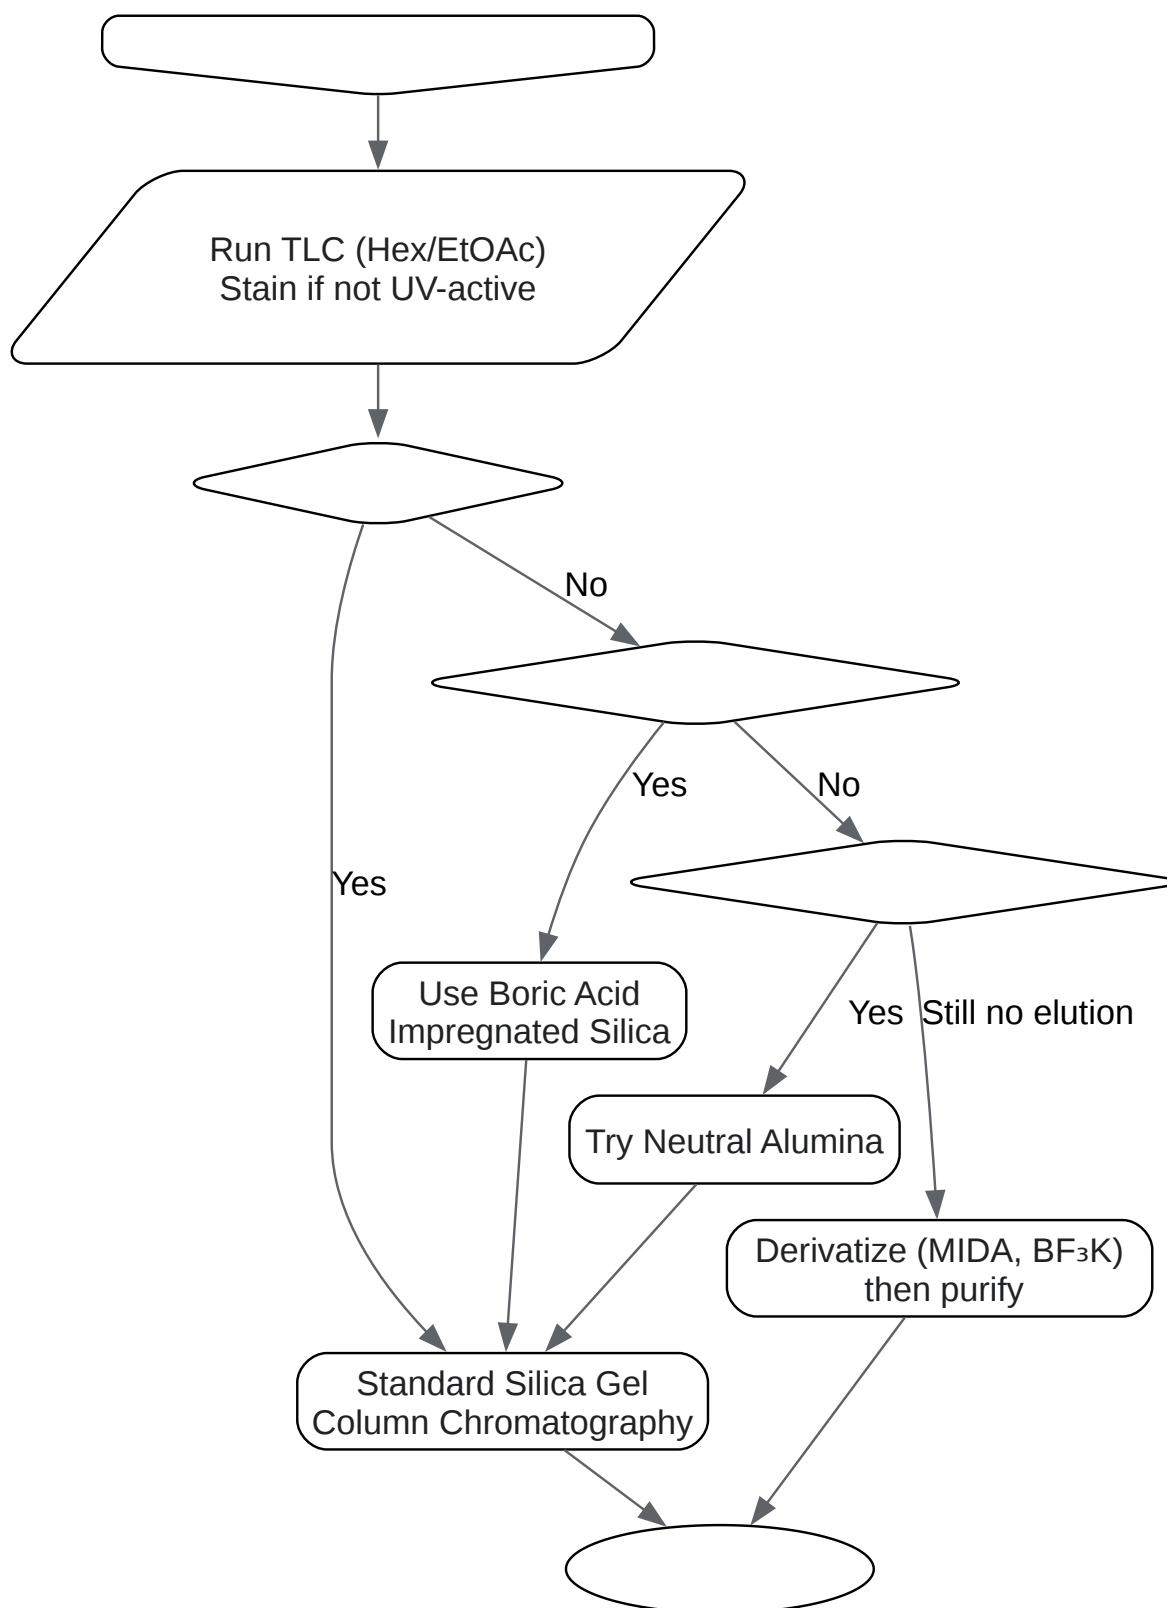 Run TLC (Hex/EtOAc)
Stain if not UV-active
No
Yes
No
Yes
Use Boric Acid
Impregnated Silica
Yes
Still no elution
Try Neutral Alumina
Derivatize (MIDA, BF₃K)
then purify
Standard Silica Gel
Column Chromatography